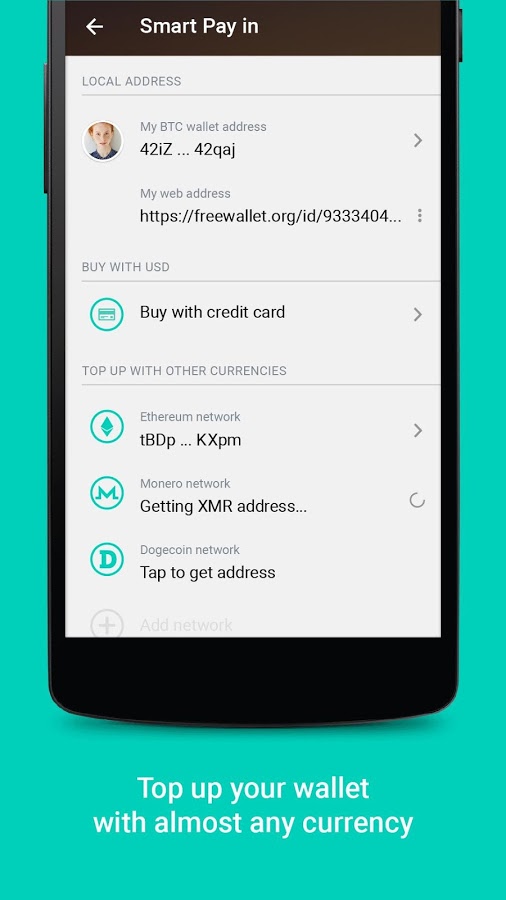 Smart Pay in
LOCAL ADDRESS
My BTC wallet address
42iZ ... 42qaj
My web address
https://freewallet.org/id/9333404...
BUY WITH USD
Buy with credit card
TOP UP WITH OTHER CURRENCIES
Ethereum network
tBDp ... KXpm
Monero network
Getting XMR address...
Dogecoin network
Tap to get address
Add network
Top up your wallet
with almost any currency